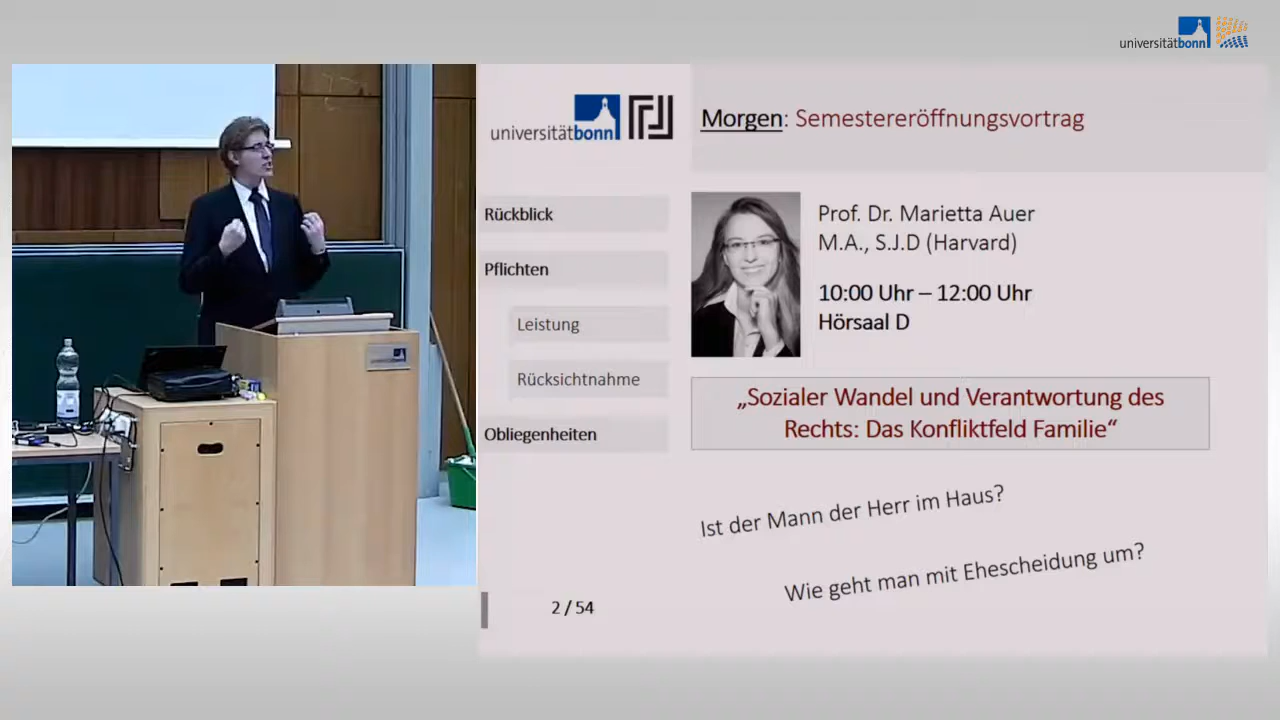 universitätbonn
universitätbonn
Morgen: Semestereröffnungsvortrag
Rückblick
Pflichten
Leistung
Rücksichtnahme
Obliegenheiten
2 / 54
Prof. Dr. Marietta Auer
M.A., S.J.D (Harvard)
10:00 Uhr – 12:00 Uhr
Hörsaal D
„Sozialer Wandel und Verantwortung des
Rechts: Das Konfliktfeld Familie“
Ist der Mann der Herr im Haus?
Wie geht man mit Ehescheidung um?